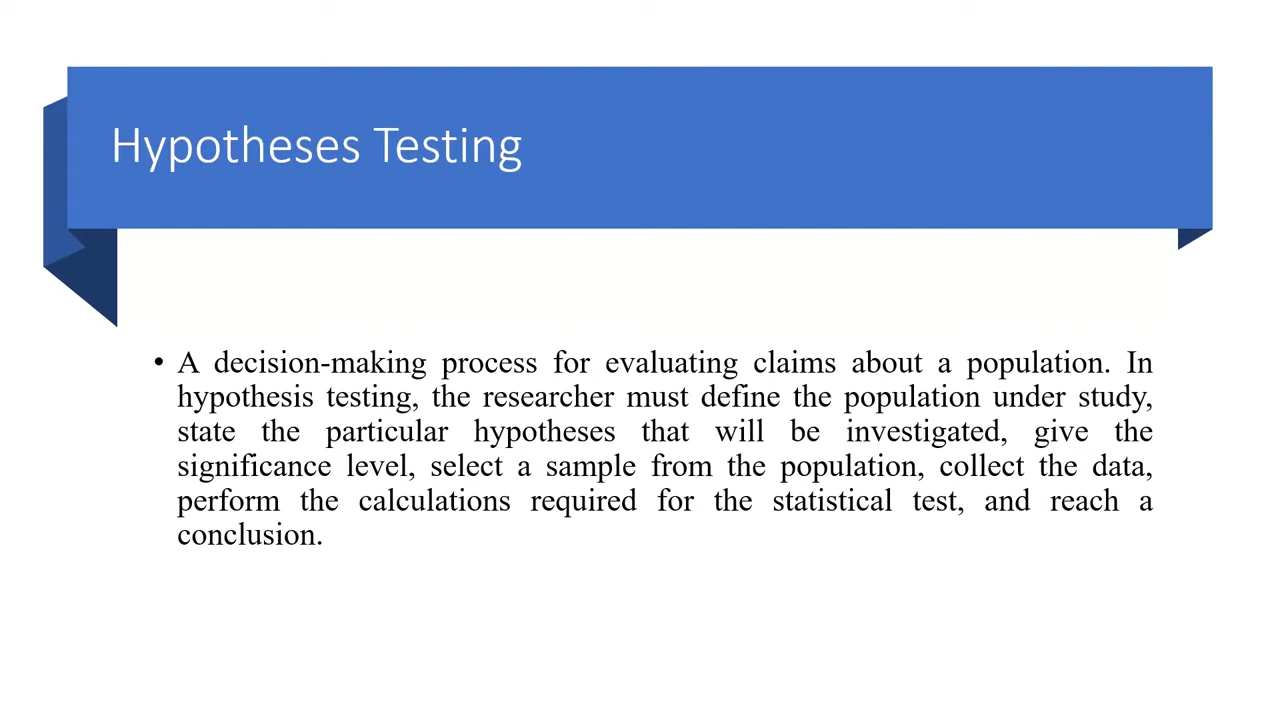 Hypotheses Testing
• A decision-making process for evaluating claims about a population. In
hypothesis testing, the researcher must define the population under study,
state the particular hypotheses that will be investigated, give the
significance level, select a sample from the population, collect the data,
perform the calculations required for the statistical test, and reach a
conclusion.